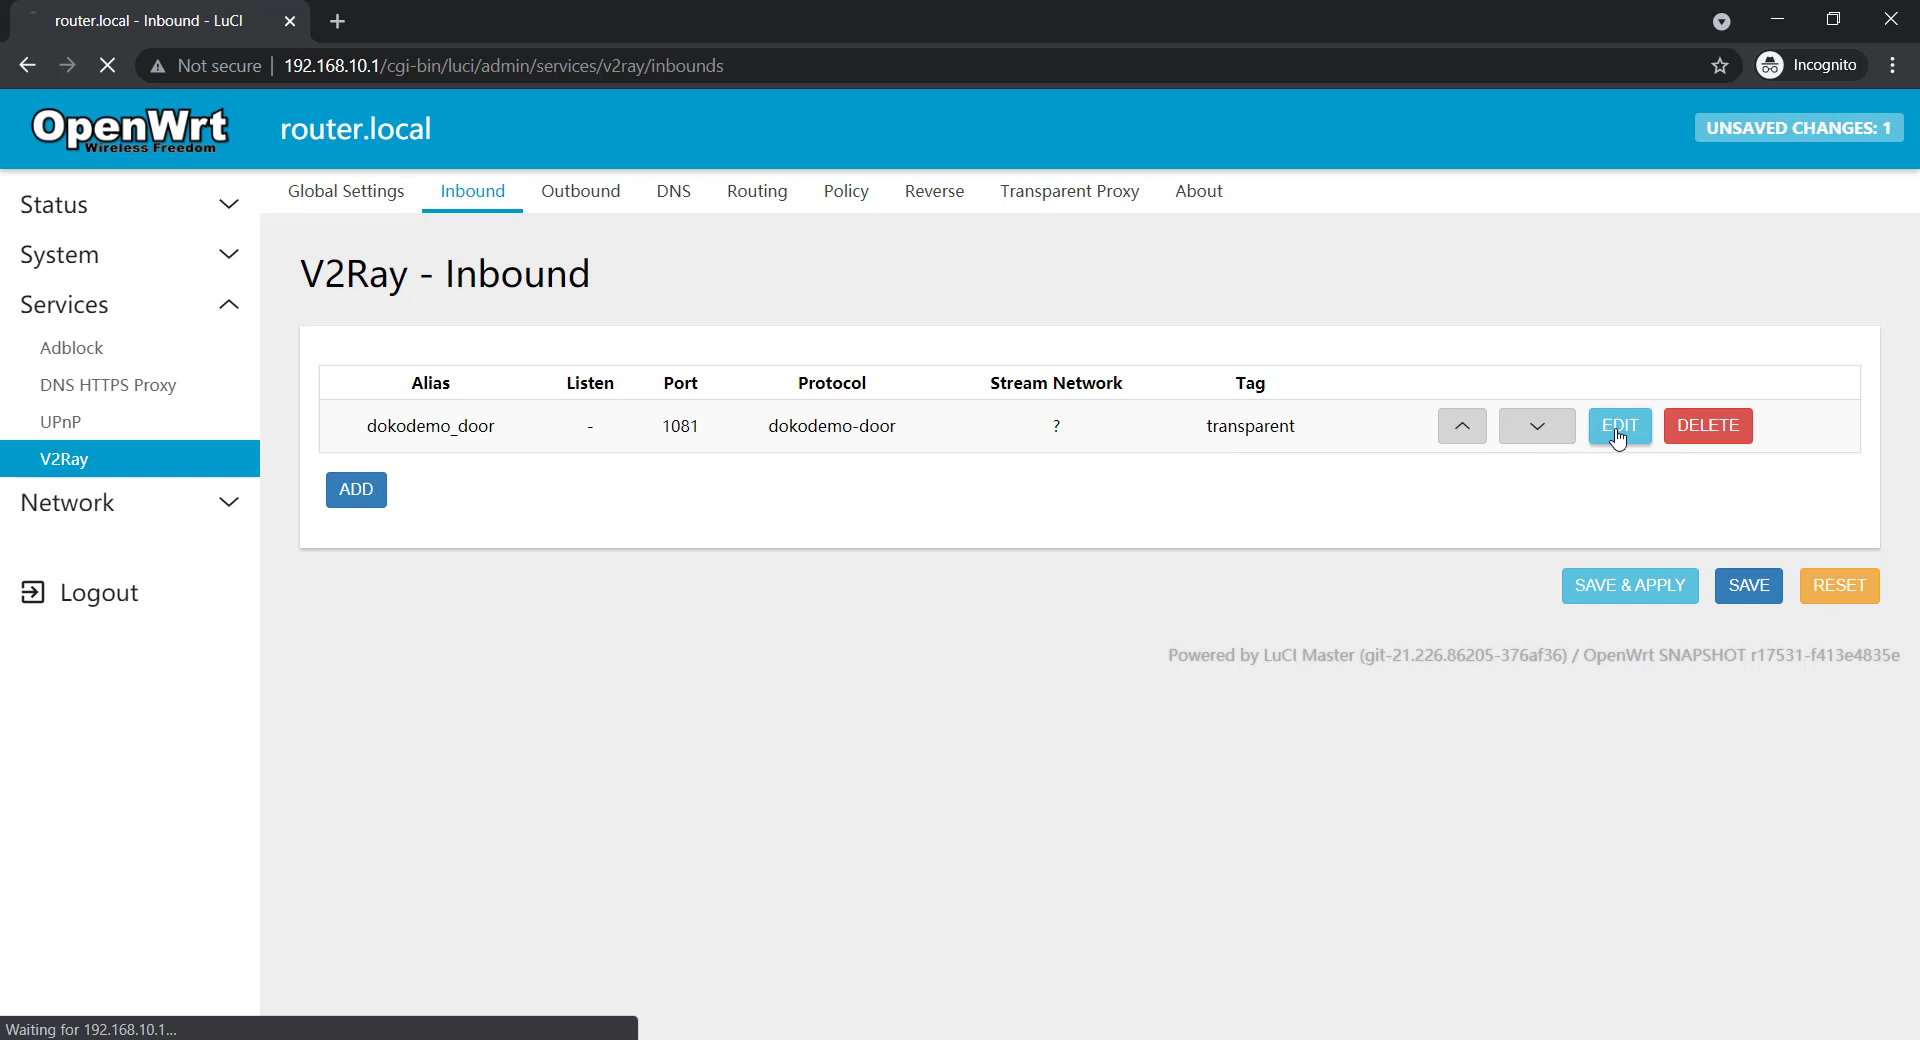 router.local - Inbound - LuCI
Not secure 192.168.10.1/cgi-bin/luci/admin/services/v2ray/inbounds Incognito
OpenWrt
Wireless Freedom
router.local
UNSAVED CHANGES: 1
Status
System
Services
Adblock
DNS HTTPS Proxy
UPnP
V2Ray
Network
Logout
Global Settings Inbound Outbound DNS Routing Policy Reverse Transparent Proxy About
V2Ray - Inbound
Alias Listen Port Protocol Stream Network Tag
dokodemo_door - 1081 dokodemo-door ? transparent EDIT DELETE
ADD
SAVE & APPLY SAVE RESET
Powered by LuCI Master (git-21.226.86205-376af36) / OpenWrt SNAPSHOT r17531-f413e4835e
Waiting for 192.168.10.1...